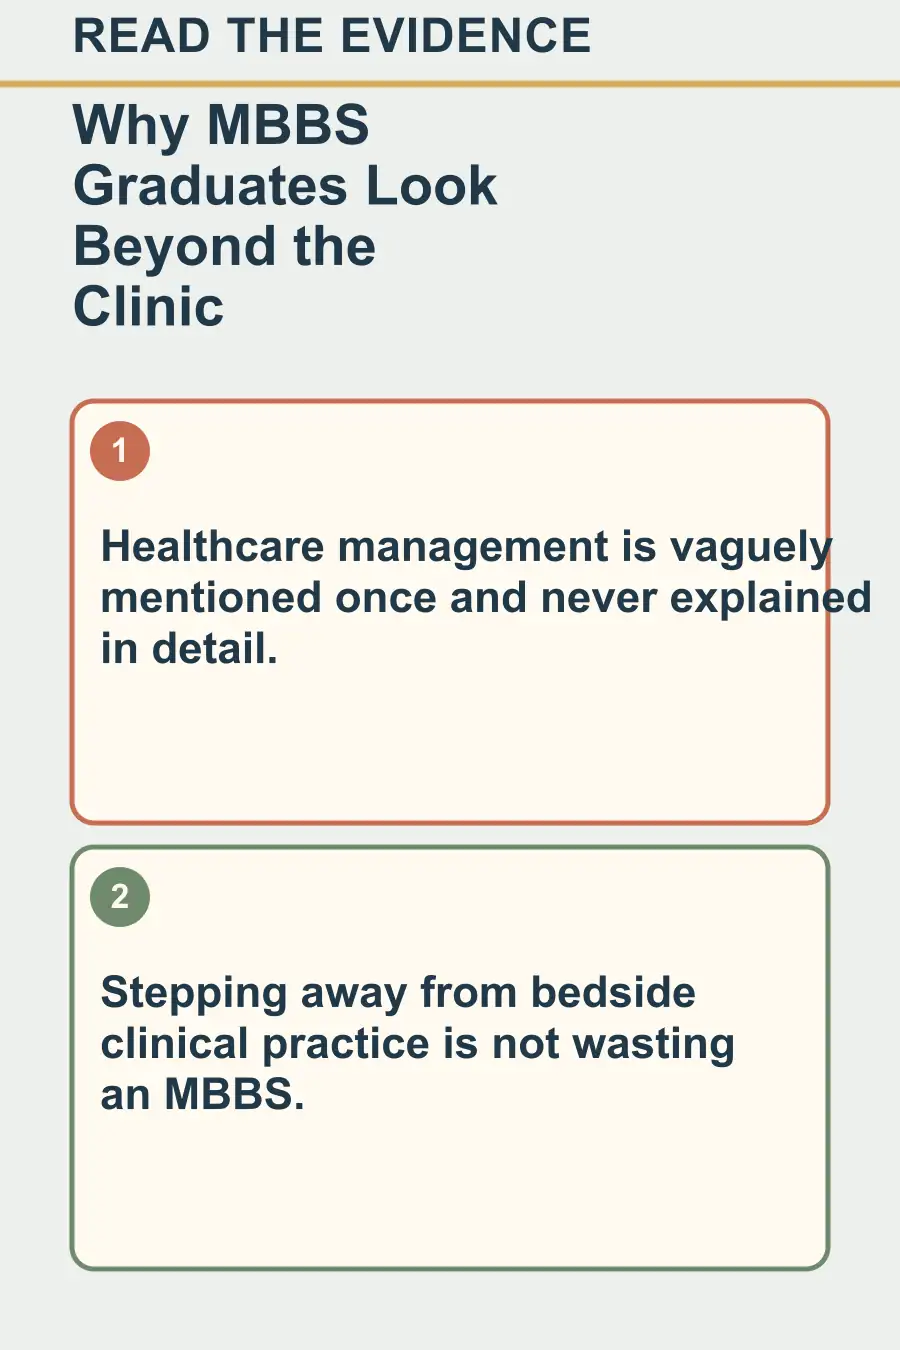 READ THE EVIDENCE
Why MBBS
Graduates Look
Beyond the
Clinic
1
Healthcare management is vaguely
mentioned once and never explained
in detail.
2
Stepping away from bedside
clinical practice is not wasting
an MBBS.